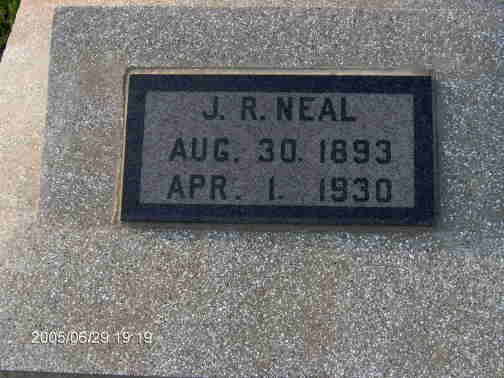 J. R. NEAL
AUG. 30. 1893
APR. 1. 1930
2005/06/29 19:19